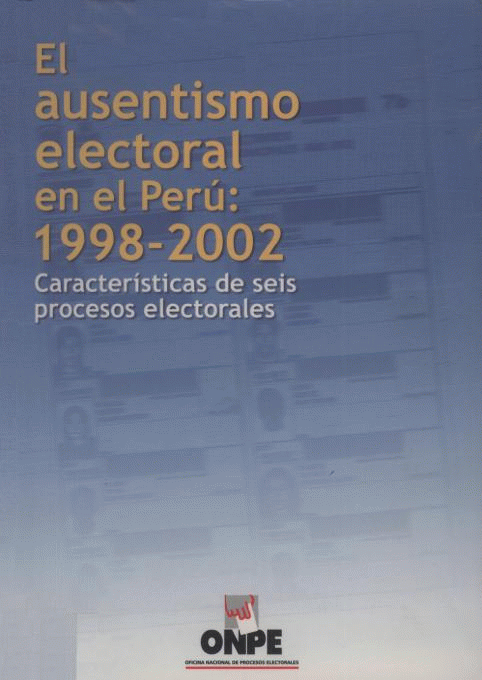 El
ausentismo
electoral
en el Perú:
1998-2002
Características de seis
procesos electorales
ONPE
OFICINA NACIONAL DE PROCESOS ELECTORALES